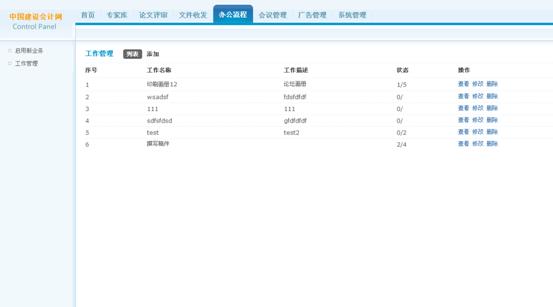 中国建设会计网
Control Panel
首页 专家库 论文评审 文件收发 办公流程 会议管理 广告管理 系统管理
启用新业务
工作管理
工作管理 列表 添加
序号 工作名称 工作描述 状态 操作
1 印刷画册12 论坛画册 1/5 查看 修改 删除
2 wsadsf fdsfdfdf 0/ 查看 修改 删除
3 111 111 0/ 查看 修改 删除
4 sdfsfdsd gfdfdfdf 0/ 查看 修改 删除
5 test test2 0/2 查看 修改 删除
6 撰写稿件 2/4 查看 修改 删除